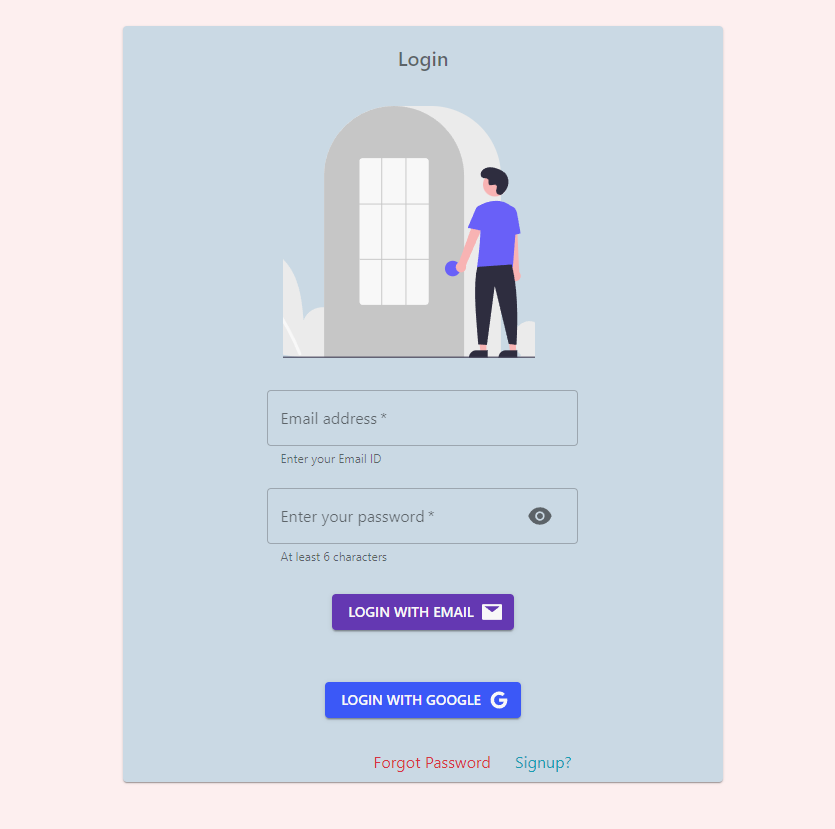 Login
Email address *
Enter your Email ID
Enter your password *
At least 6 characters
LOGIN WITH EMAIL
LOGIN WITH GOOGLE G
Forgot Password Signup?